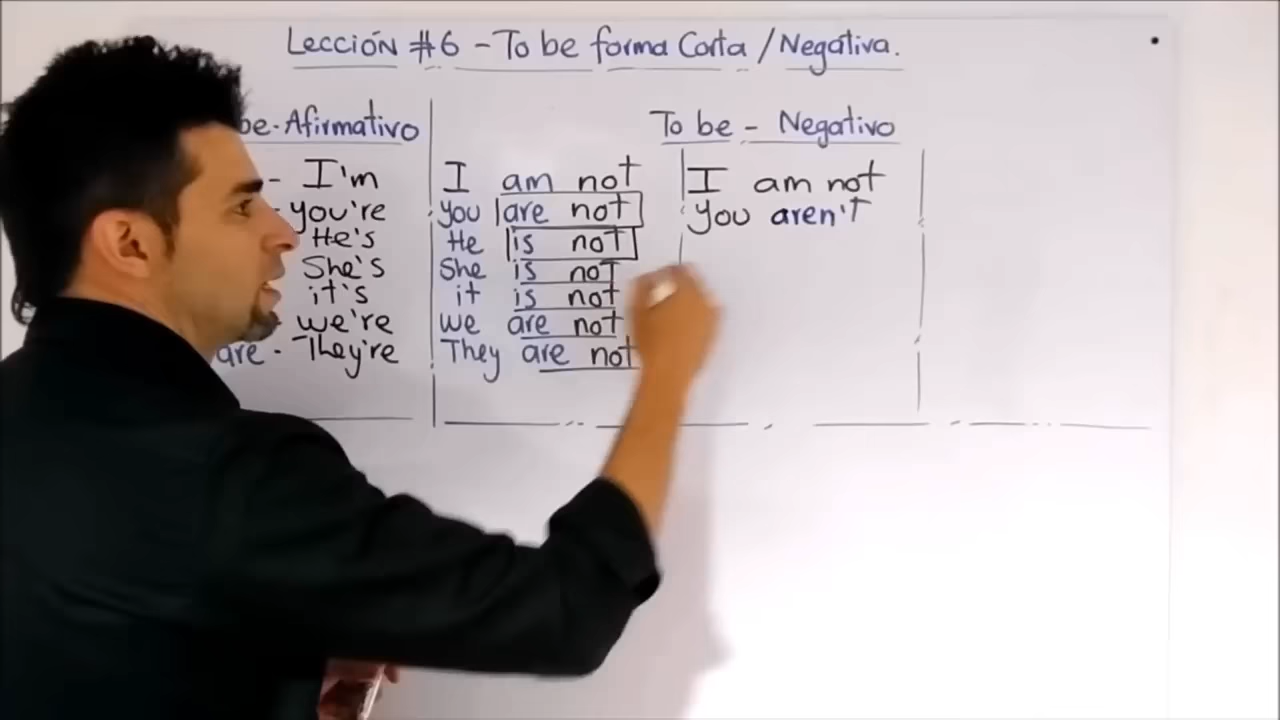 Lección #6 - To be forma Corta / Negativa.
be - Afirmativo
- I'm
- you're
He's
She's
it's
- we're
are - They're
To be - Negativo
I am not
you are not
He is not
She is not
it is not
we are not
They are not
I am not
you aren't